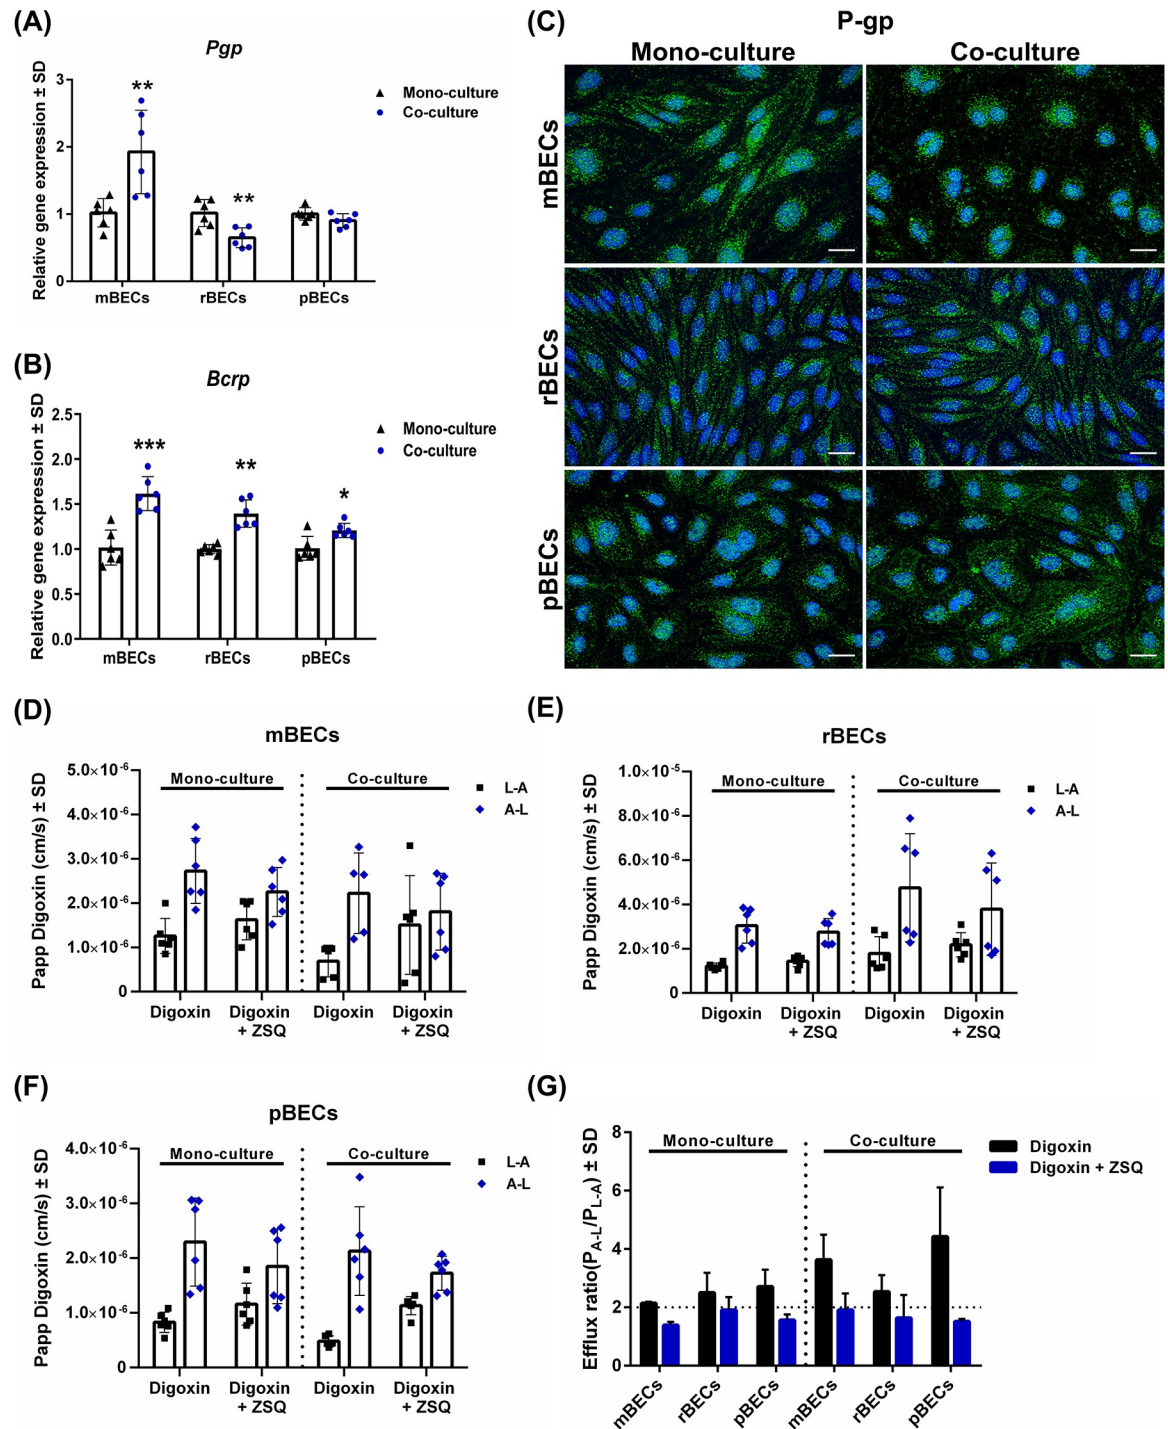 (A)
Pgp
Relative gene expression ± SD
3
2
1
0
**
**
Mono-culture
Co-culture
mBECs
rBECs
pBECs
(B)
Bcrp
Relative gene expression ± SD
2.5
2.0
1.5
1.0
0.5
0.0
***
**
*
Mono-culture
Co-culture
mBECs
rBECs
pBECs
(C)
P-gp
Mono-culture
Co-culture
mBECs
rBECs
pBECs
(D)
mBECs
Papp Digoxin (cm/s) ± SD
5.0×10-6
4.0×10-6
3.0×10-6
2.0×10-6
1.0×10-6
0
Mono-culture
Co-culture
L-A
A-L
Digoxin
Digoxin
+ ZSQ
Digoxin
Digoxin
+ ZSQ
(E)
rBECs
Papp Digoxin (cm/s) ± SD
1.0×10-5
8.0×10-6
6.0×10-6
4.0×10-6
2.0×10-6
0
Mono-culture
Co-culture
L-A
A-L
Digoxin
Digoxin
+ ZSQ
Digoxin
Digoxin
+ ZSQ
(F)
pBECs
Papp Digoxin (cm/s) ± SD
4.0×10-6
3.0×10-6
2.0×10-6
1.0×10-6
0
Mono-culture
Co-culture
L-A
A-L
Digoxin
Digoxin
+ ZSQ
Digoxin
Digoxin
+ ZSQ
(G)
Efflux ratio(PA-L/PL-A) ± SD
8
6
4
2
0
Mono-culture
Co-culture
Digoxin
Digoxin + ZSQ
mBECs
rBECs
pBECs
mBECs
rBECs
pBECs